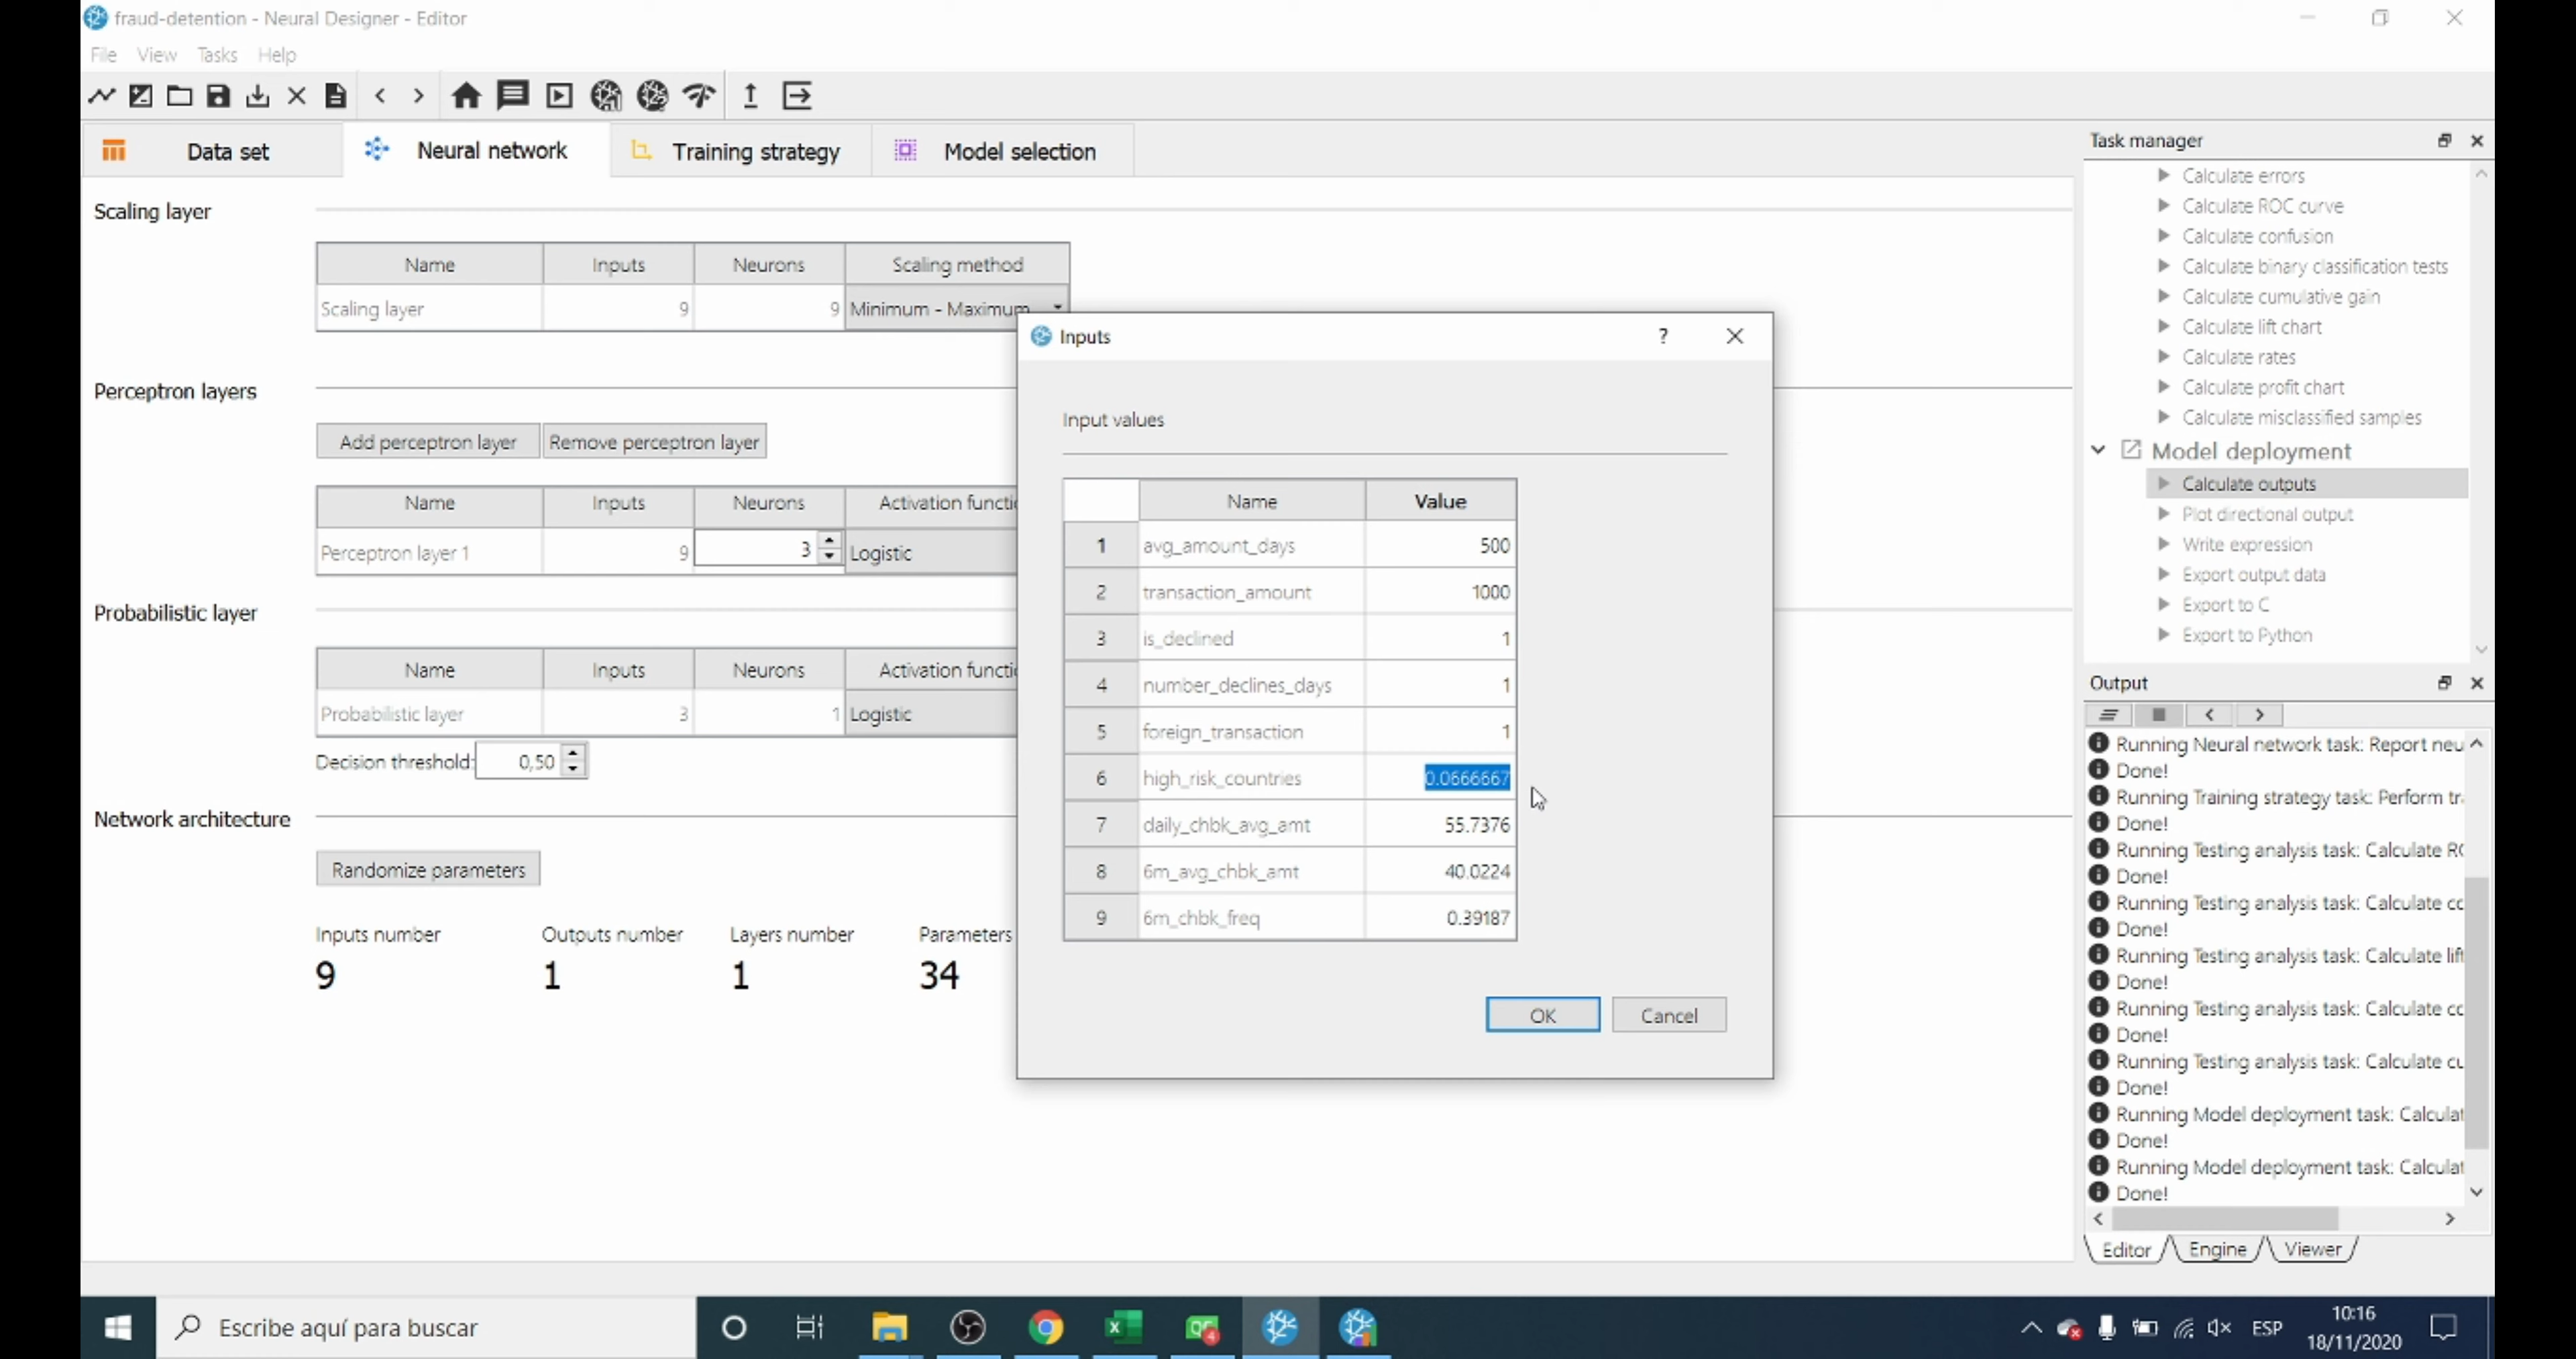 fraud-detention - Neural Designer - Editor
File View Tasks Help
Data set Neural network Training strategy Model selection
Scaling layer
Name Inputs Neurons Scaling method
Scaling layer 9 9 Minimum - Maximum
Perceptron layers
Add perceptron layer Remove perceptron layer
Name Inputs Neurons Activation functi
Perceptron layer 1 9 3 Logistic
Probabilistic layer
Name Inputs Neurons Activation functi
Probabilistic layer 3 1 Logistic
Decision threshold: 0,50
Network architecture
Randomize parameters
Inputs number Outputs number Layers number Parameters
9 1 1 34
Inputs ?
Input values
Name Value
1 avg_amount_days 500
2 transaction_amount 1000
3 is_declined 1
4 number_declines_days 1
5 foreign_transaction 1
6 high_risk_countries 0.0666667
7 daily_chbk_avg_amt 55.7376
8 6m_avg_chbk_amt 40.0224
9 6m_chbk_freq 0.39187
OK Cancel
Task manager
Calculate errors
Calculate ROC curve
Calculate confusion
Calculate binary classification tests
Calculate cumulative gain
Calculate lift chart
Calculate rates
Calculate profit chart
Calculate misclassified samples
Model deployment
Calculate outputs
Plot directional output
Write expression
Export output data
Export to C
Export to Python
Output
Running Neural network task: Report neu
Done!
Running Training strategy task: Perform tr
Done!
Running Testing analysis task: Calculate RO
Done!
Running Testing analysis task: Calculate cc
Done!
Running Testing analysis task: Calculate lif
Done!
Running Testing analysis task: Calculate cc
Done!
Running Testing analysis task: Calculate cu
Done!
Running Model deployment task: Calculat
Done!
Running Model deployment task: Calculat
Done!
Editor Engine Viewer
Escribe aquí para buscar
ESP
10:16
18/11/2020